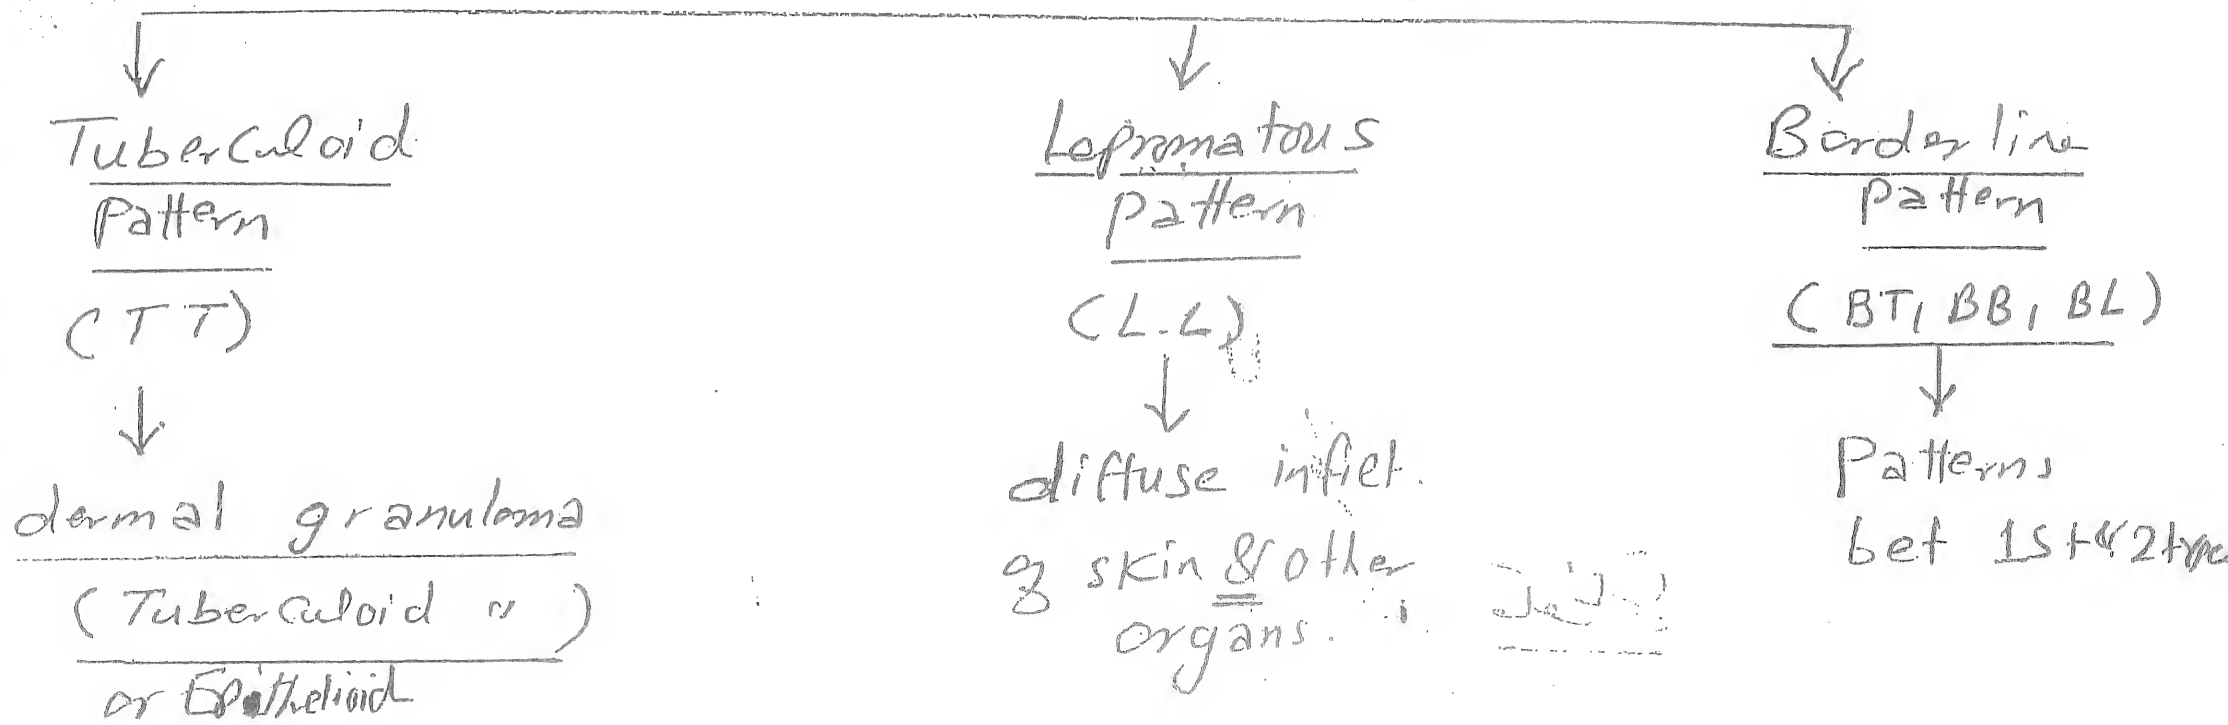 Tuberculoid
Pattern
(TT)
dermal granuloma
(Tuberculoid 〃)
or Epithelioid
Lepromatous
pattern
(L.L)
diffuse infilt.
of skin & other
organs.
Borderline
pattern
(BT, BB, BL)
Patterns
bet 1st & 2 type